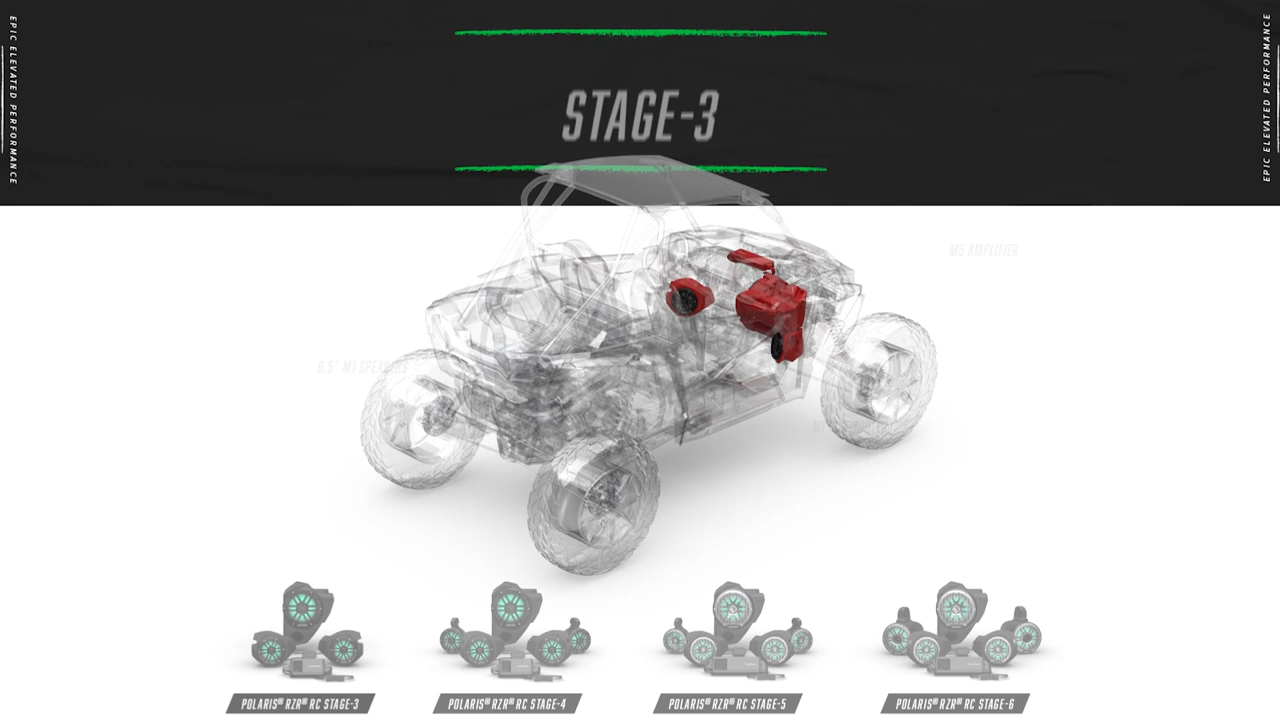 EPIC ELEVATED PERFORMANCE
EPIC ELEVATED PERFORMANCE
STAGE-3
M5 AMPLIFIER
6.5" M1 SPEAKERS
POLARIS® RZR® RC STAGE-3
POLARIS® RZR® RC STAGE-4
POLARIS® RZR® RC STAGE-5
POLARIS® RZR® RC STAGE-6